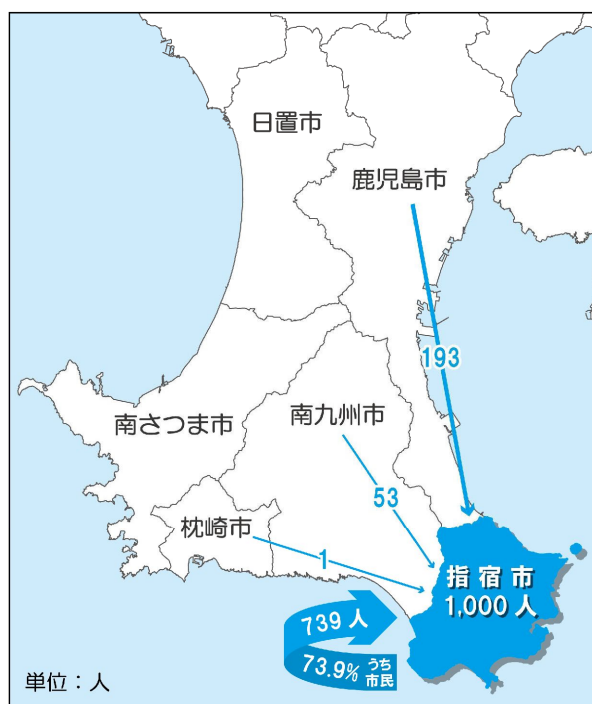 日置市
鹿児島市
193
南さつま市
南九州市
53
枕崎市
1
指宿市
1,000人
739人
73.9% うち市民
単位：人